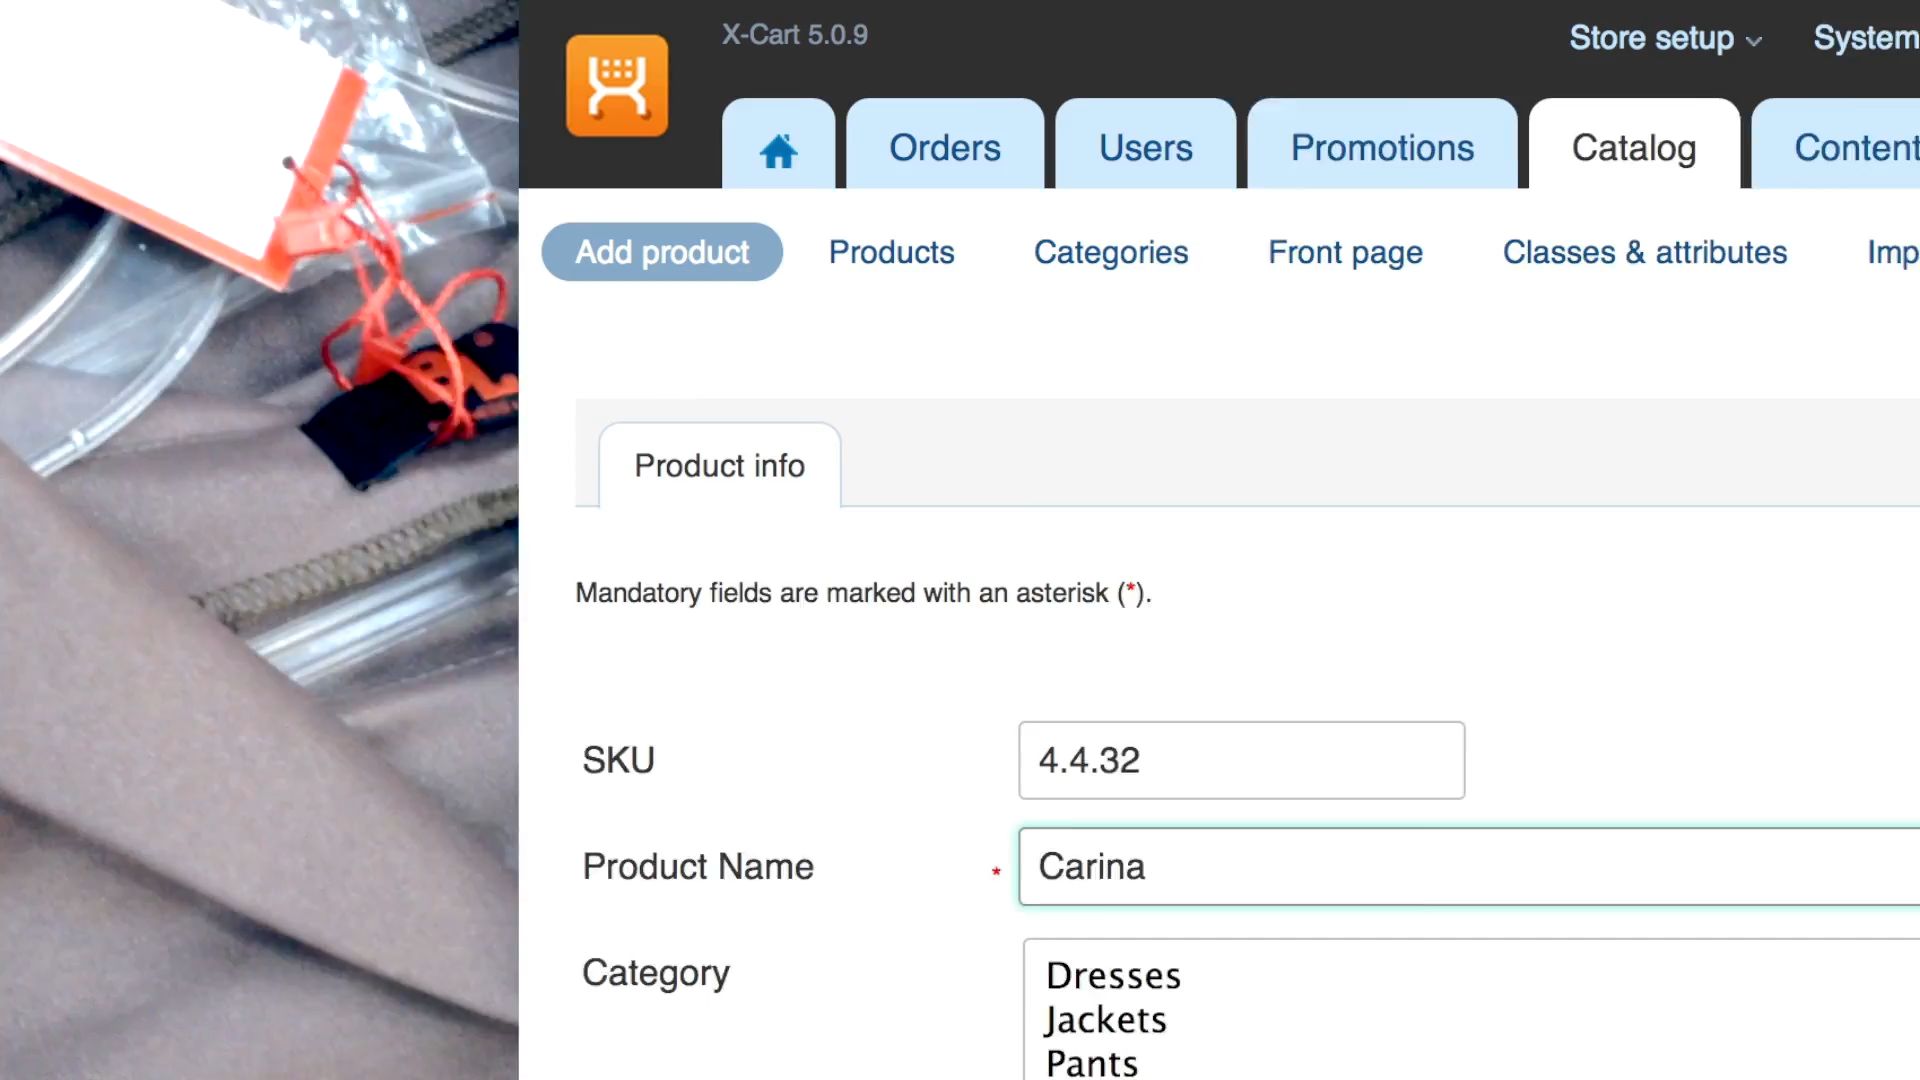 X-Cart 5.0.9
Store setup
System
Orders
Users
Promotions
Catalog
Content
Add product
Products
Categories
Front page
Classes & attributes
Imp
Product info
Mandatory fields are marked with an asterisk (*).
SKU
4.4.32
Product Name
*
Carina
Category
Dresses
Jackets
Pants